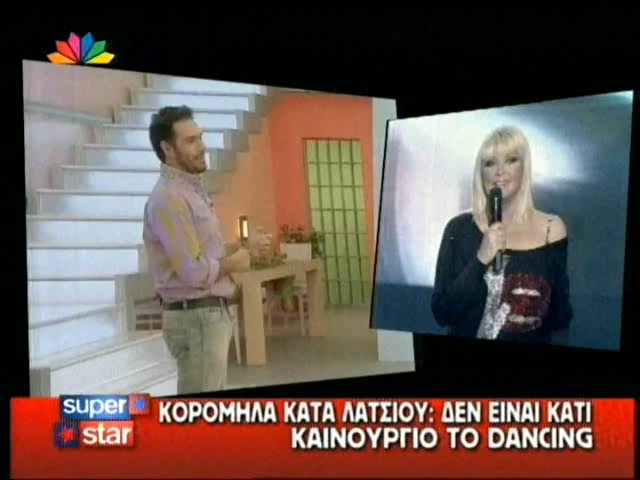 super
star
ΚΟΡΟΜΗΛΑ ΚΑΤΑ ΛΑΤΣΙΟΥ: ΔΕΝ ΕΙΝΑΙ ΚΑΤΙ
ΚΑΙΝΟΥΡΓΙΟ ΤΟ DANCING